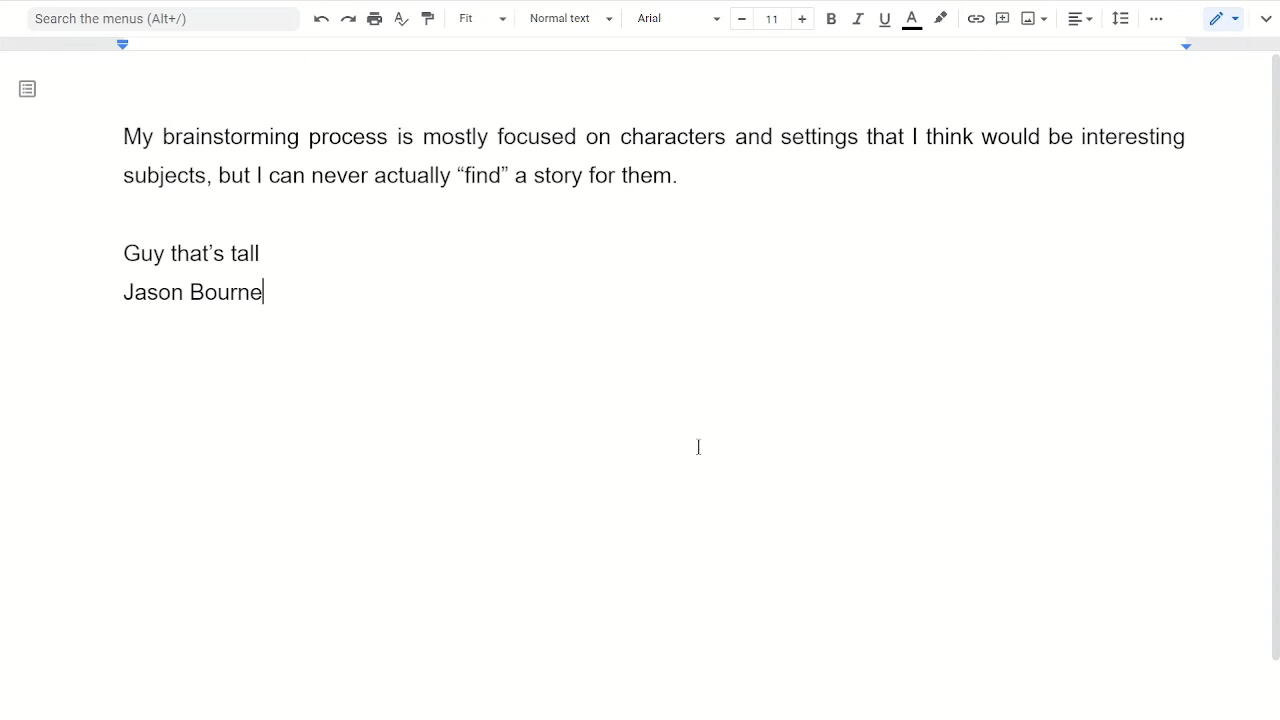 Search the menus (Alt+/) Fit Normal text Arial − 11 + B I U A
My brainstorming process is mostly focused on characters and settings that I think would be interesting
subjects, but I can never actually “find” a story for them.
Guy that’s tall
Jason Bourne